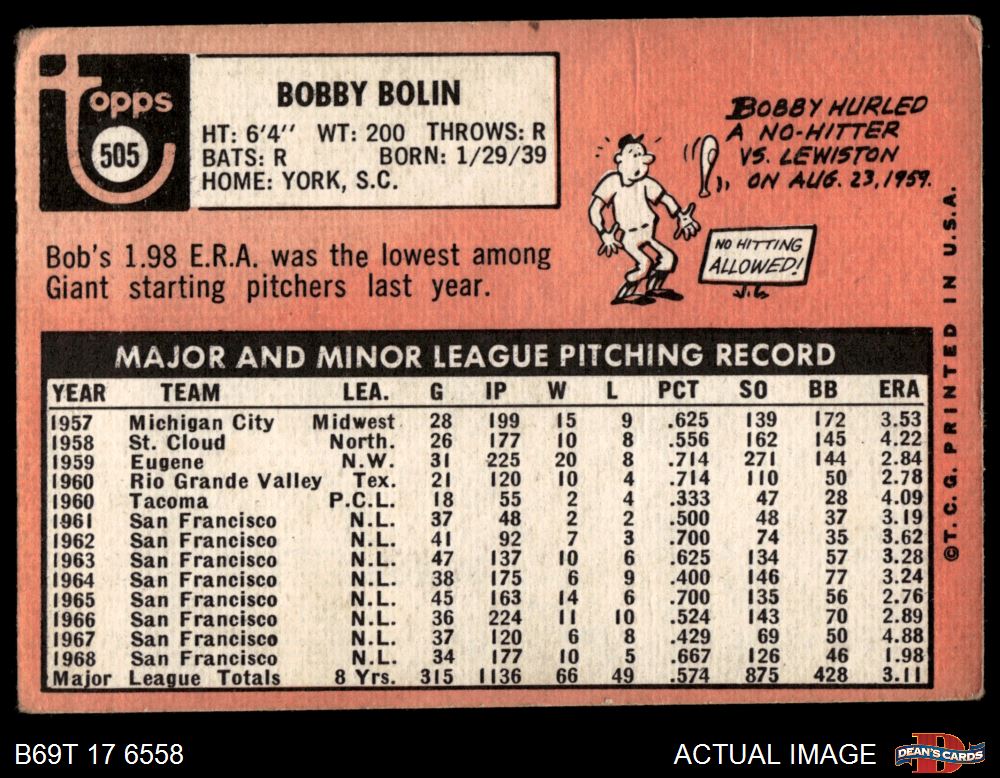 Topps
505
BOBBY BOLIN
HT: 6'4" WT: 200 THROWS: R
BATS: R BORN: 1/29/39
HOME: YORK, S.C.
BOBBY HURLED
A NO-HITTER
VS. LEWISTON
ON AUG. 23, 1959.
NO HITTING
ALLOWED!
Bob's 1.98 E.R.A. was the lowest among
Giant starting pitchers last year.
©T.C.G. PRINTED IN U.S.A.
MAJOR AND MINOR LEAGUE PITCHING RECORD
YEAR TEAM LEA. G IP W L PCT SO BB ERA
1957 Michigan City Midwest 28 199 15 9 .625 139 172 3.53
1958 St. Cloud North. 26 177 10 8 .556 162 145 4.22
1959 Eugene N.W. 31 225 20 8 .714 271 144 2.84
1960 Rio Grande Valley Tex. 21 120 10 4 .714 110 50 2.78
1960 Tacoma P.C.L. 18 55 2 4 .333 47 28 4.09
1961 San Francisco N.L. 37 48 2 2 .500 48 37 3.19
1962 San Francisco N.L. 41 92 7 3 .700 74 35 3.62
1963 San Francisco N.L. 47 137 10 6 .625 134 57 3.28
1964 San Francisco N.L. 38 175 6 9 .400 146 77 3.24
1965 San Francisco N.L. 45 163 14 6 .700 135 56 2.76
1966 San Francisco N.L. 36 224 11 10 .524 143 70 2.89
1967 San Francisco N.L. 37 120 6 8 .429 69 50 4.88
1968 San Francisco N.L. 34 177 10 5 .667 126 46 1.98
Major League Totals 8 Yrs. 315 1136 66 49 .574 875 428 3.11
B69T 17 6558
ACTUAL IMAGE
DEAN'S CARDS